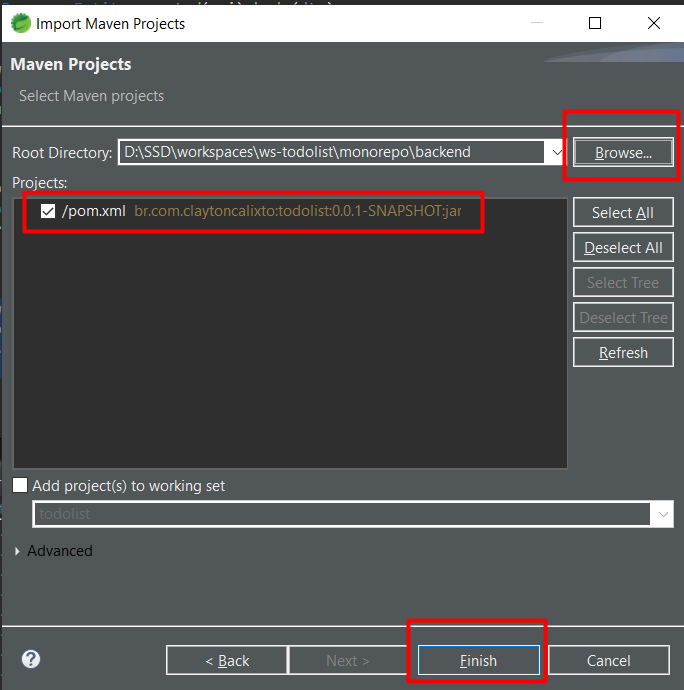 Import Maven Projects
Maven Projects
Select Maven projects
Root Directory: D:\SSD\workspaces\ws-todolist\monorepo\backend Browse...
Projects:
/pom.xml br.com.claytoncalixto:todolist:0.0.1-SNAPSHOT:jar
Select All
Deselect All
Select Tree
Deselect Tree
Refresh
Add project(s) to working set
todolist
Advanced
< Back Next > Finish Cancel